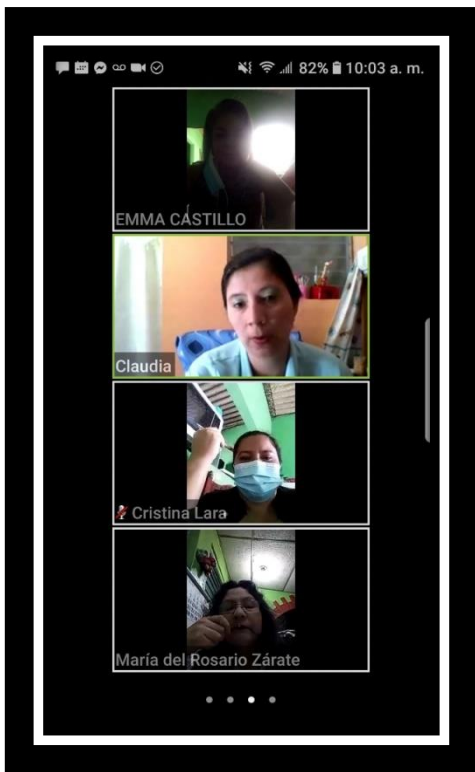 82% 10:03 a. m.
EMMA CASTILLO
Claudia
Cristina Lara
María del Rosario Zárate